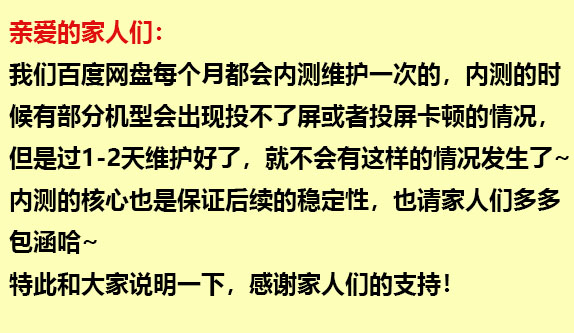 亲爱的家人们：
我们百度网盘每个月都会内测维护一次的，内测的时
候有部分机型会出现投不了屏或者投屏卡顿的情况，
但是过1-2天维护好了，就不会有这样的情况发生了~
内测的核心也是保证后续的稳定性，也请家人们多多
包涵哈~
特此和大家说明一下，感谢家人们的支持！